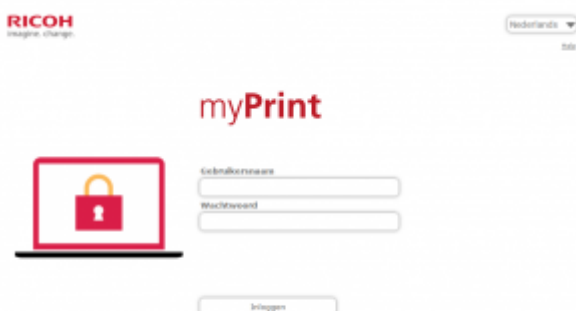 RICOH
imagine. change.
Nederlands
myPrint
Gebruikersnaam
Wachtwoord
Inloggen